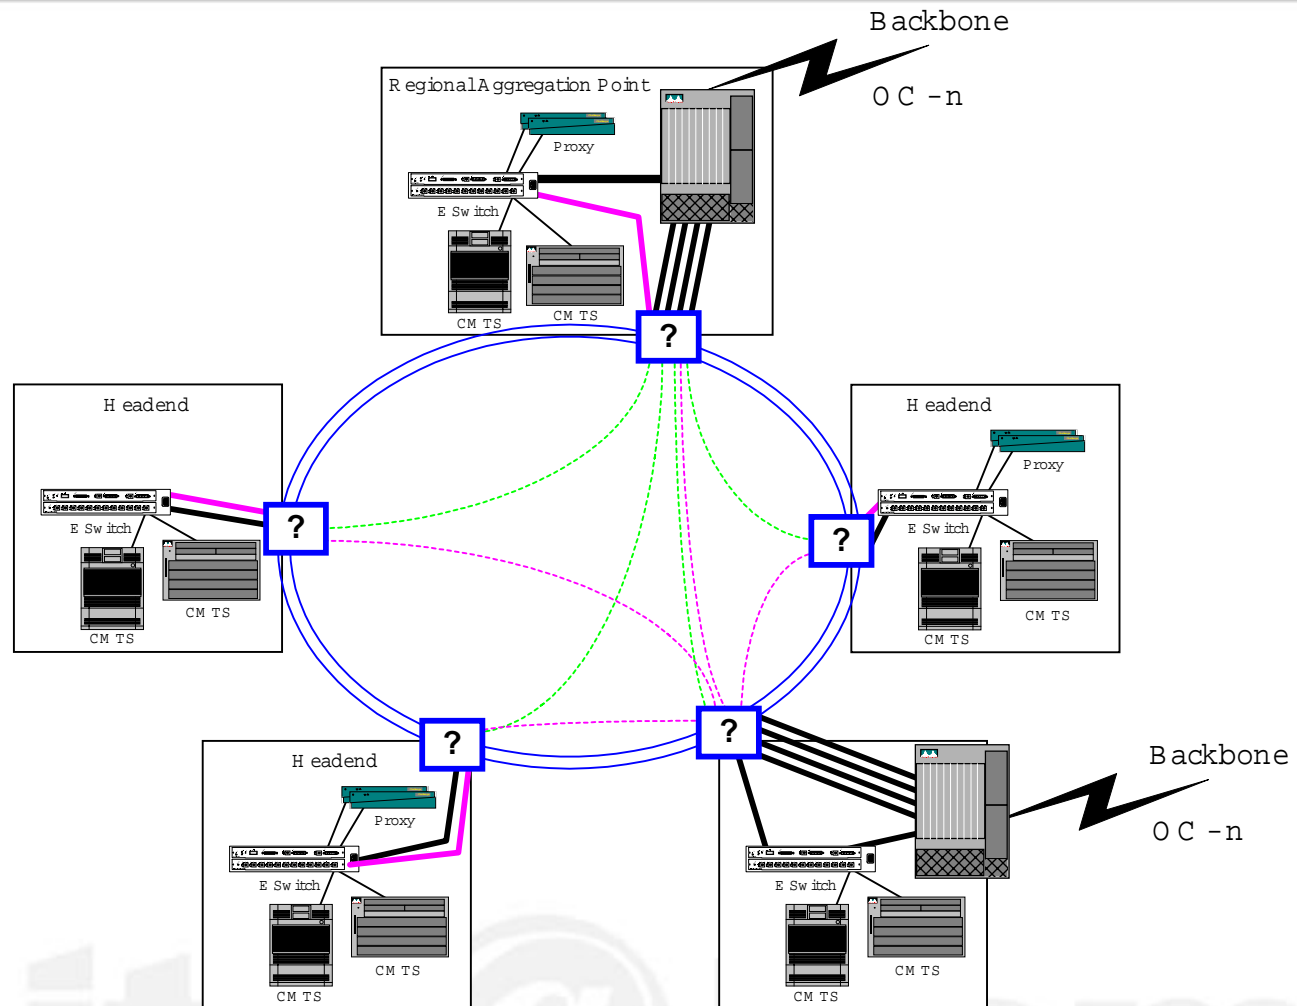 Backbone
OC-n
Regional Aggregation Point
Proxy
E Switch
CMTS
CMTS
?
Headend
E Switch
CMTS
CMTS
?
Headend
Proxy
E Switch
CMTS
CMTS
?
Headend
Proxy
E Switch
CMTS
CMTS
?
?
E Switch
CMTS
CMTS
Backbone
OC-n